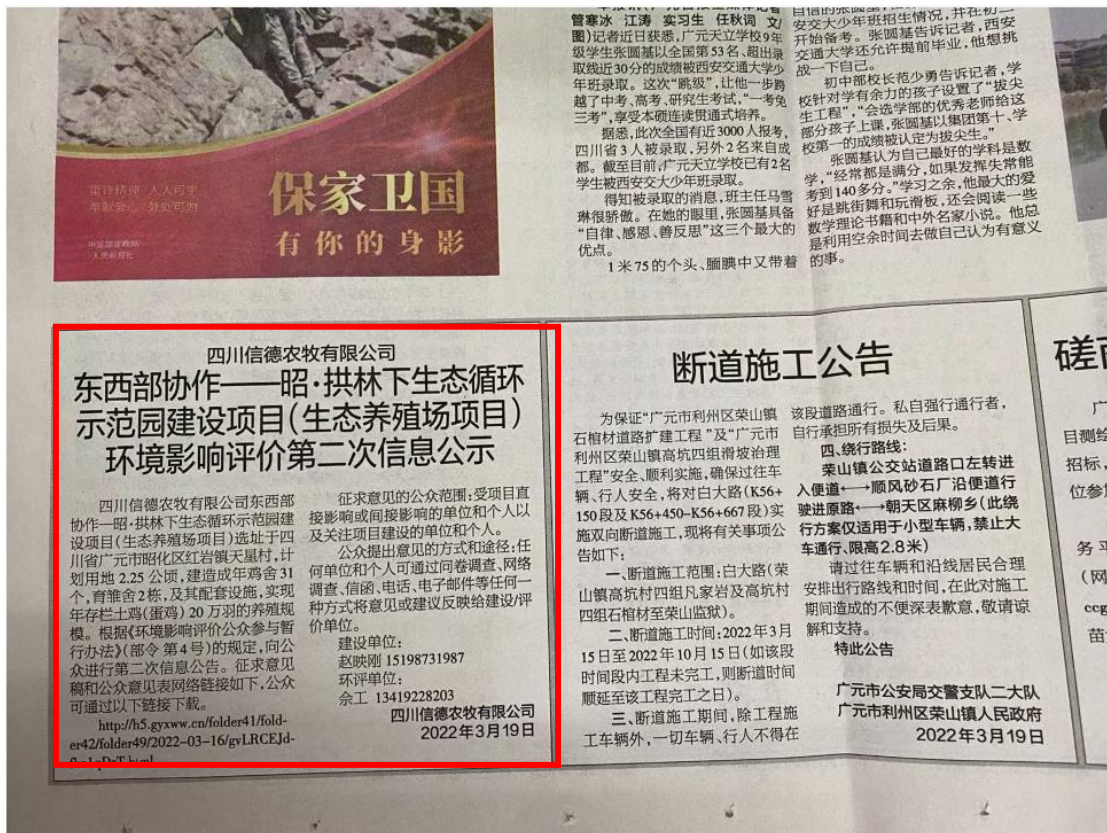 保家卫国
有你的身影
管寒冰 江涛 实习生 任秋词 文/
图)记者近日获悉,广元天立学校9年
级学生张圆基以全国第53名、超出录
取线近30分的成绩被西安交通大学少
年班录取。这次“跳级”,让他一步跨
越了中考、高考、研究生考试,“一考免
三考”,享受本硕连读贯通式培养。
据悉,此次全国有近3000人报考,
四川省3人被录取,另外2名来自成
都。截至目前,广元天立学校已有2名
学生被西安交大少年班录取。
得知被录取的消息,班主任马雪
琳很骄傲。在她的眼里,张圆基具备
“自律、感恩、善反思”这三个最大的
优点。
1米75的个头、腼腆中又带着
安交大少年班招生情况,并在初二
开始备考。张圆基告诉记者,西安
交通大学还允许提前毕业,他想挑
战一下自己。
初中部校长范少勇告诉记者,学
校针对学有余力的孩子设置了“拔尖
生工程”,“会选学部的优秀老师给这
部分孩子上课,张圆基以集团第十、学
校第一的成绩被认定为拔尖生。”
张圆基认为自己最好的学科是数
学,“经常都是满分,如果发挥失常能
考到140多分。”学习之余,他最大的爱
好是跳街舞和玩滑板,还会阅读一些
数学理论书籍和中外名家小说。他总
是利用空余时间去做自己认为有意义
的事。
四川信德农牧有限公司
东西部协作——昭·拱林下生态循环
示范园建设项目(生态养殖场项目)
环境影响评价第二次信息公示
四川信德农牧有限公司东西部
协作—昭·拱林下生态循环示范园建
设项目(生态养殖场项目)选址于四
川省广元市昭化区红岩镇天星村,计
划用地2.25公顷,建造成年鸡舍31
个,育雏舍2栋,及其配套设施,实现
年存栏土鸡(蛋鸡)20万羽的养殖规
模。根据《环境影响评价公众参与暂
行办法》(部令 第4号)的规定,向公
众进行第二次信息公告。征求意见
稿和公众意见表网络链接如下,公众
可通过以下链接下载。
http://h5.gyxww.cn/folder41/fold-
er42/folder49/2022-03-16/gvLRCEJd-
征求意见的公众范围:受项目直
接影响或间接影响的单位和个人以
及关注项目建设的单位和个人。
公众提出意见的方式和途径:任
何单位和个人可通过问卷调查、网络
调查、信函、电话、电子邮件等任何一
种方式将意见或建议反映给建设/评
价单位。
建设单位:
赵映刚 15198731987
环评单位:
佘工 13419228203
四川信德农牧有限公司
2022年3月19日
断道施工公告
为保证“广元市利州区荣山镇
石棺材道路扩建工程”及“广元市
利州区荣山镇高坑四组滑坡治理
工程”安全、顺利实施,确保过往车
辆、行人安全,将对白大路(K56+
150段及K56+450-K56+667段)实
施双向断道施工,现将有关事项公
告如下:
一、断道施工范围:白大路(荣
山镇高坑村四组凡家岩及高坑村
四组石棺材至荣山监狱)。
二、断道施工时间:2022年3月
15日至2022年10月15日(如该段
时间段内工程未完工,则断道时间
顺延至该工程完工之日)。
三、断道施工期间,除工程施
工车辆外,一切车辆、行人不得在
该段道路通行。私自强行通行者,
自行承担所有损失及后果。
四、绕行路线:
荣山镇公交站道路口左转进
入便道←→顺风砂石厂沿便道行
驶进原路←→朝天区麻柳乡(此绕
行方案仅适用于小型车辆,禁止大
车通行、限高2.8米)
请过往车辆和沿线居民合理
安排出行路线和时间,在此对施工
期间造成的不便深表歉意,敬请谅
解和支持。
特此公告
广元市公安局交警支队二大队
广元市利州区荣山镇人民政府
2022年3月19日
目测绘
招标,
位参
务平
(网
ccg
苗